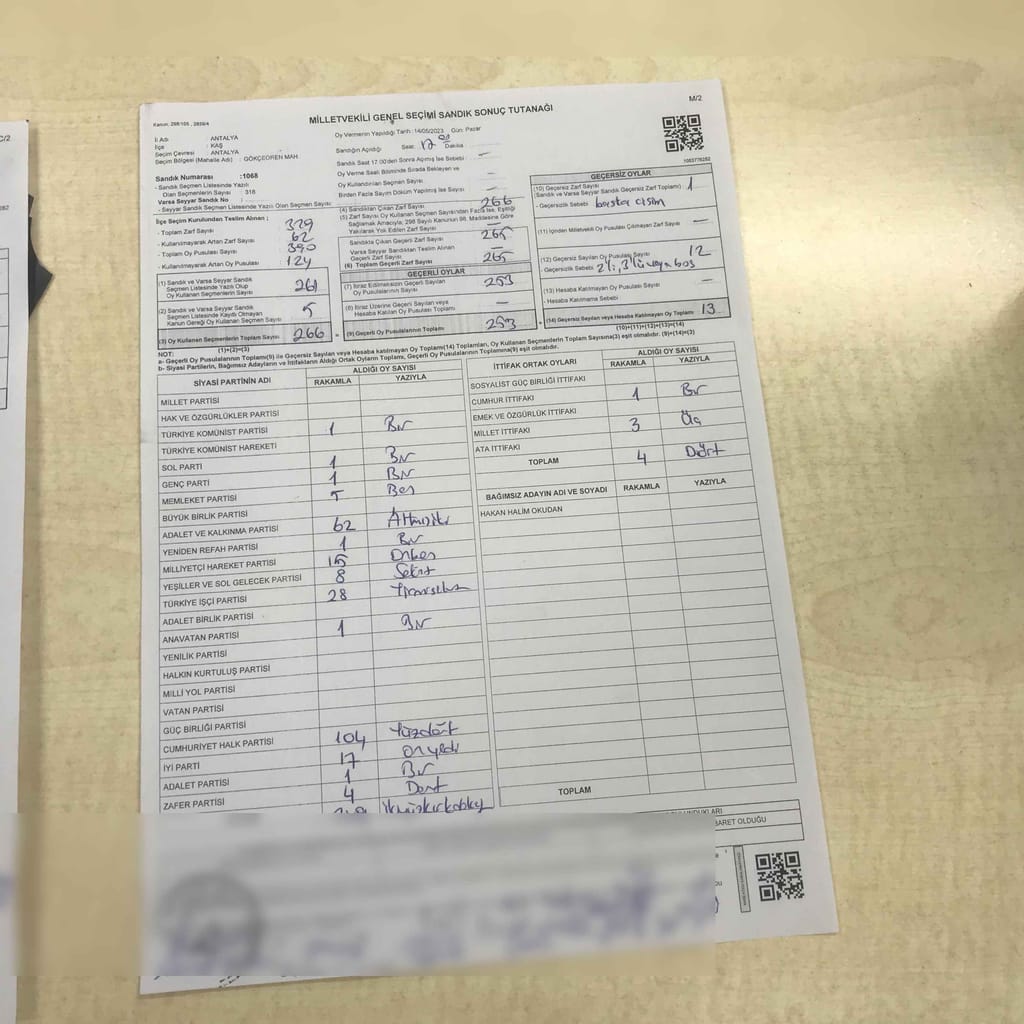 M/2
Kanun: 298/105 , 2839/4
MİLLETVEKİLİ GENEL SEÇİMİ SANDIK SONUÇ TUTANAĞI
İl Adı : ANTALYA
İlçe : KAŞ
Seçim Çevresi : ANTALYA
Seçim Bölgesi (Mahalle Adı) : GÖKÇEÖREN MAH.
Oy Vermenin Yapıldığı Tarih :14/05/2023 Gün: Pazar
Sandığın Açıldığı Saat: 17 Dakika 00
Sandık Saat 17:00'den Sonra Açılmış İse Sebebi : —
Oy Verme Saati Bitiminde Sırada Bekleyen ve
Oy Kullandırılan Seçmen Sayısı : —
Birden Fazla Sayım Döküm Yapılmış İse Sayısı : —
1063776282
Sandık Numarası :1068
- Sandık Seçmen Listesinde Yazılı
Olan Seçmenlerin Sayısı : 318
Varsa Seyyar Sandık No :
- Seyyar Sandık Seçmen Listesinde Yazılı Olan Seçmen Sayısı:
İlçe Seçim Kurulundan Teslim Alınan ;
- Toplam Zarf Sayısı : 329
- Kullanılmayarak Artan Zarf Sayısı : 62
- Toplam Oy Pusulası Sayısı : 390
- Kullanılmayarak Artan Oy Pusulası : 124
(1) Sandık ve Varsa Seyyar Sandık
Seçmen Listesinde Yazılı Olup
Oy Kullanan Seçmenlerin Sayısı 261
(2) Sandık ve Varsa Seyyar Sandık
Seçmen Listesinde Kaydı Olmayan
Kanun Gereği Oy Kullanan Seçmen Sayısı 5
(3) Oy Kullanan Seçmenlerin Toplam Sayısı 266
(1)+(2)=(3)
(4) Sandıktan Çıkan Zarf Sayısı 266
(5) Zarf Sayısı Oy Kullanan Seçmen Sayısından Fazla İse, Eşitliği
Sağlamak Amacıyla; 298 Sayılı Kanunun 98. Maddesine Göre
Yakılarak Yok Edilen Zarf Sayısı —
Sandıkta Çıkan Geçerli Zarf Sayısı 265
Varsa Seyyar Sandıktan Teslim Alınan
Geçerli Zarf Sayısı —
(6) Toplam Geçerli Zarf Sayısı 265
GEÇERLİ OYLAR
(7) İtiraz Edilmeksizin Geçerli Sayılan
Oy Pusulalarının Sayısı 253
(8) İtiraz Üzerine Geçerli Sayılan veya
Hesaba Katılan Oy Pusulası Toplamı —
(9) Geçerli Oy Pusulalarının Toplamı 253
GEÇERSİZ OYLAR
(10) Geçersiz Zarf Sayısı
(Sandık ve Varsa Seyyar Sandık Geçersiz Zarf Toplamı) 1
- Geçersizlik Sebebi başka cisim
(11) İçinden Milletvekili Oy Pusulası Çıkmayan Zarf Sayısı —
(12) Geçersiz Sayılan Oy Pusulası Sayısı 12
- Geçersizlik Sebebi 2'li, 3'lü veya boş
(13) Hesaba Katılmayan Oy Pusulası Sayısı —
- Hesaba Katılmama Sebebi
(14) Geçersiz Sayılan veya Hesaba Katılmayan Oy Toplamı 13
(10)+(11)+(12)+(13)=(14)
NOT:
a- Geçerli Oy Pusulalarının Toplamı(9) ile Geçersiz Sayılan veya Hesaba Katılmayan Oy Toplamı(14) Toplamları, Oy Kullanan Seçmenlerin Toplam Sayısına(3) eşit olmalıdır. (9)+(14)=(3)
b- Siyasi Partilerin, Bağımsız Adayların ve İttifakların Aldığı Ortak Oyların Toplamı, Geçerli Oy Pusulalarının Toplamına(9) eşit olmalıdır.
SİYASİ PARTİNİN ADI ALDIĞI OY SAYISI
RAKAMLA YAZIYLA
MİLLET PARTİSİ
HAK VE ÖZGÜRLÜKLER PARTİSİ
TÜRKİYE KOMÜNİST PARTİSİ 1 Bir
TÜRKİYE KOMÜNİST HAREKETİ
SOL PARTİ 1 Bir
GENÇ PARTİ 1 Bir
MEMLEKET PARTİSİ 5 Beş
BÜYÜK BİRLİK PARTİSİ
ADALET VE KALKINMA PARTİSİ 62 Altmışiki
YENİDEN REFAH PARTİSİ 1 Bir
MİLLİYETÇİ HAREKET PARTİSİ 15 Onbeş
YEŞİLLER VE SOL GELECEK PARTİSİ 8 Sekiz
TÜRKİYE İŞÇİ PARTİSİ 28 Yirmisekiz
ADALET BİRLİK PARTİSİ
ANAVATAN PARTİSİ 1 Bir
YENİLİK PARTİSİ
HALKIN KURTULUŞ PARTİSİ
MİLLİ YOL PARTİSİ
VATAN PARTİSİ
GÜÇ BİRLİĞİ PARTİSİ
CUMHURİYET HALK PARTİSİ 104 Yüzdört
İYİ PARTİ 17 Onyedi
ADALET PARTİSİ 1 Bir
ZAFER PARTİSİ 4 Dört
İTTİFAK ORTAK OYLARI ALDIĞI OY SAYISI
RAKAMLA YAZIYLA
SOSYALİST GÜÇ BİRLİĞİ İTTİFAKI
CUMHUR İTTİFAKI 1 Bir
EMEK VE ÖZGÜRLÜK İTTİFAKI
MİLLET İTTİFAKI 3 Üç
ATA İTTİFAKI
TOPLAM 4 Dört
BAĞIMSIZ ADAYIN ADI VE SOYADI RAKAMLA YAZIYLA
HAKAN HALİM OKUDAN
TOPLAM
BARET OLDUĞU